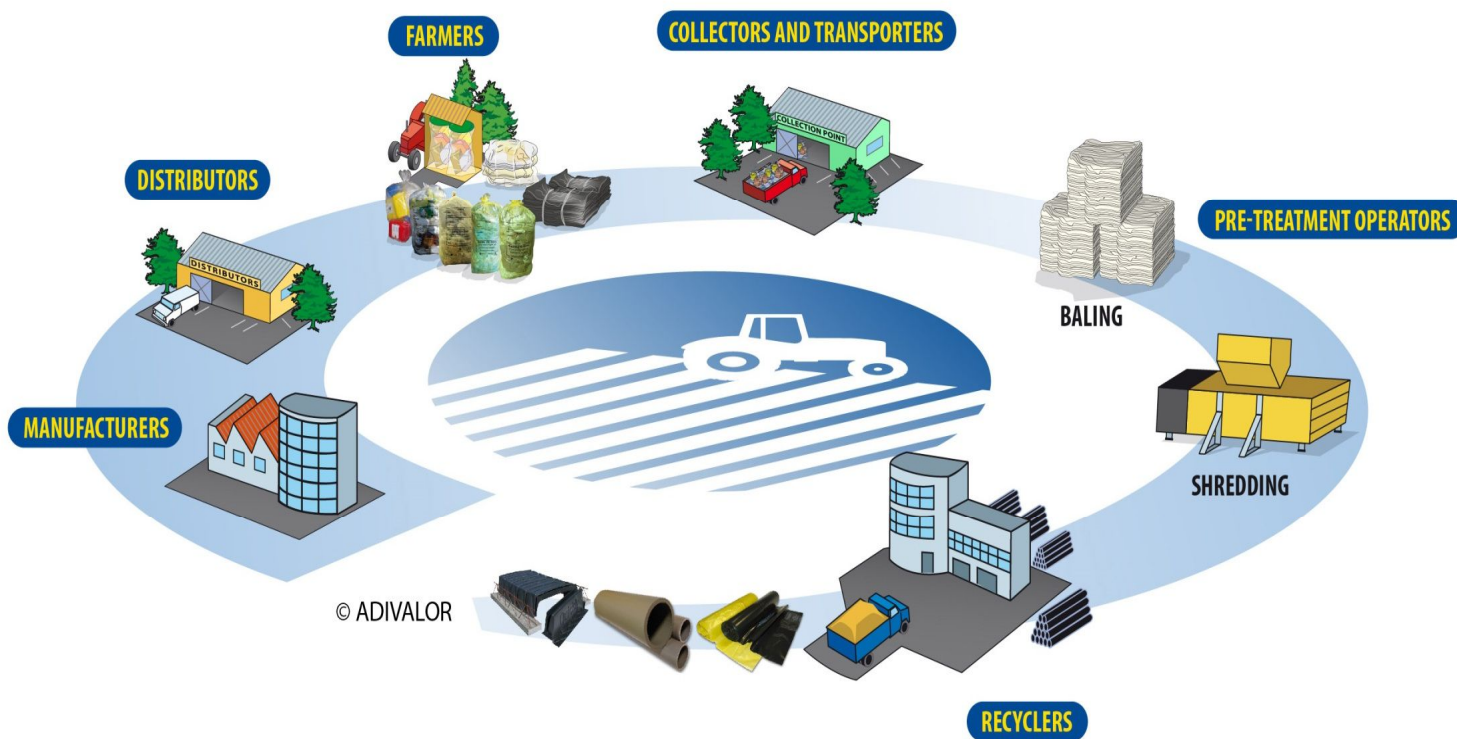 FARMERS
COLLECTORS AND TRANSPORTERS
COLLECTION POINT
DISTRIBUTORS
DISTRIBUTORS
PRE-TREATMENT OPERATORS
BALING
MANUFACTURERS
SHREDDING
© ADIVALOR
RECYCLERS